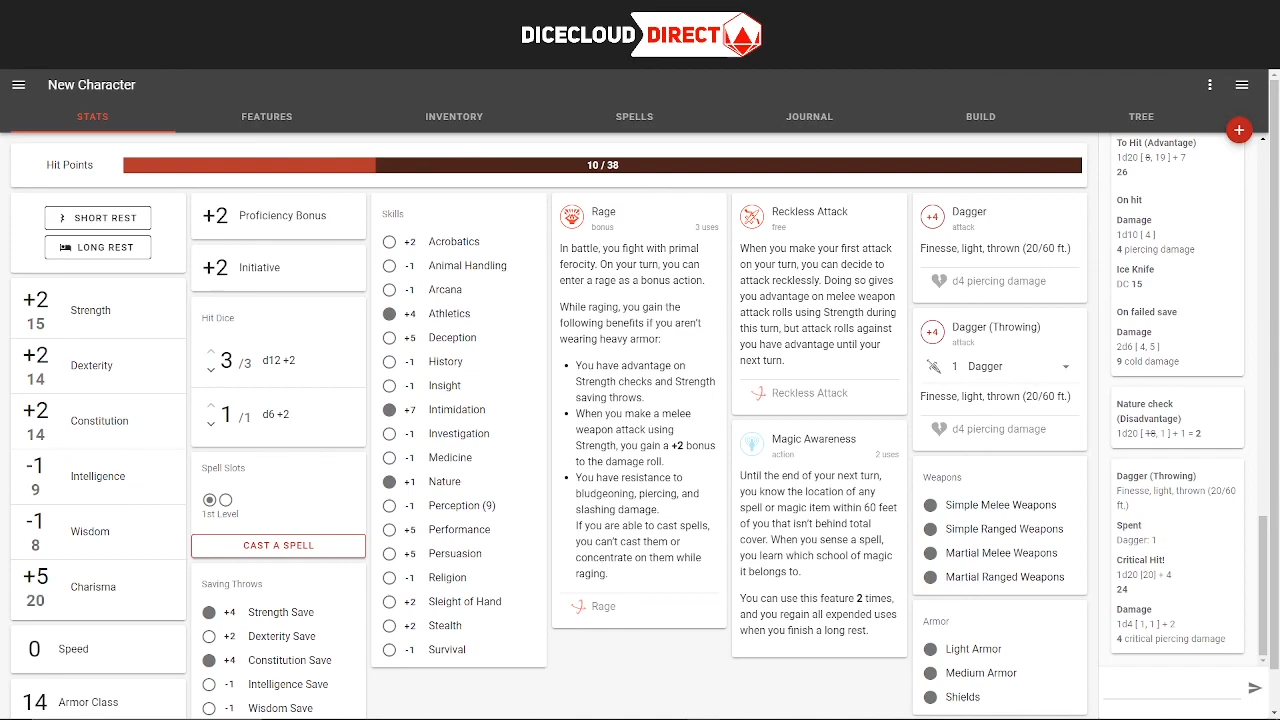 DICECLOUD DIRECT
New Character
STATS
FEATURES
INVENTORY
SPELLS
JOURNAL
BUILD
TREE
Hit Points
10 / 38
SHORT REST
LONG REST
+2
15
Strength
+2
14
Dexterity
+2
14
Constitution
-1
9
Intelligence
-1
8
Wisdom
+5
20
Charisma
0 Speed
14 Armor Class
+2 Proficiency Bonus
+2 Initiative
Hit Dice
3 /3 d12 +2
1 /1 d6 +2
Spell Slots
1st Level
CAST A SPELL
Saving Throws
+4 Strength Save
+2 Dexterity Save
+4 Constitution Save
-1 Intelligence Save
-1 Wisdom Save
Skills
+2 Acrobatics
-1 Animal Handling
-1 Arcana
+4 Athletics
+5 Deception
-1 History
-1 Insight
+7 Intimidation
-1 Investigation
-1 Medicine
+1 Nature
-1 Perception (9)
+5 Performance
+5 Persuasion
-1 Religion
+2 Sleight of Hand
+2 Stealth
-1 Survival
Rage
bonus
3 uses
In battle, you fight with primal
ferocity. On your turn, you can
enter a rage as a bonus action.
While raging, you gain the
following benefits if you aren't
wearing heavy armor:
• You have advantage on
Strength checks and Strength
saving throws.
• When you make a melee
weapon attack using
Strength, you gain a +2 bonus
to the damage roll.
• You have resistance to
bludgeoning, piercing, and
slashing damage.
If you are able to cast spells,
you can't cast them or
concentrate on them while
raging.
Rage
Reckless Attack
free
When you make your first attack
on your turn, you can decide to
attack recklessly. Doing so gives
you advantage on melee weapon
attack rolls using Strength during
this turn, but attack rolls against
you have advantage until your
next turn.
Reckless Attack
Magic Awareness
action
2 uses
Until the end of your next turn,
you know the location of any
spell or magic item within 60 feet
of you that isn't behind total
cover. When you sense a spell,
you learn which school of magic
it belongs to.
You can use this feature 2 times,
and you regain all expended uses
when you finish a long rest.
+4
Dagger
attack
Finesse, light, thrown (20/60 ft.)
d4 piercing damage
+4
Dagger (Throwing)
attack
1 Dagger
Finesse, light, thrown (20/60 ft.)
d4 piercing damage
Weapons
Simple Melee Weapons
Simple Ranged Weapons
Martial Melee Weapons
Martial Ranged Weapons
Armor
Light Armor
Medium Armor
Shields
To Hit (Advantage)
1d20 [ 8, 19 ] + 7
26
On hit
Damage
1d10 [ 4 ]
4 piercing damage
Ice Knife
DC 15
On failed save
Damage
2d6 [ 4, 5 ]
9 cold damage
Nature check
(Disadvantage)
1d20 [ 18, 1 ] + 1 = 2
Dagger (Throwing)
Finesse, light, thrown (20/60
ft.)
Spent
Dagger: 1
Critical Hit!
1d20 [20] + 4
24
Damage
1d4 [ 1, 1 ] + 2
4 critical piercing damage